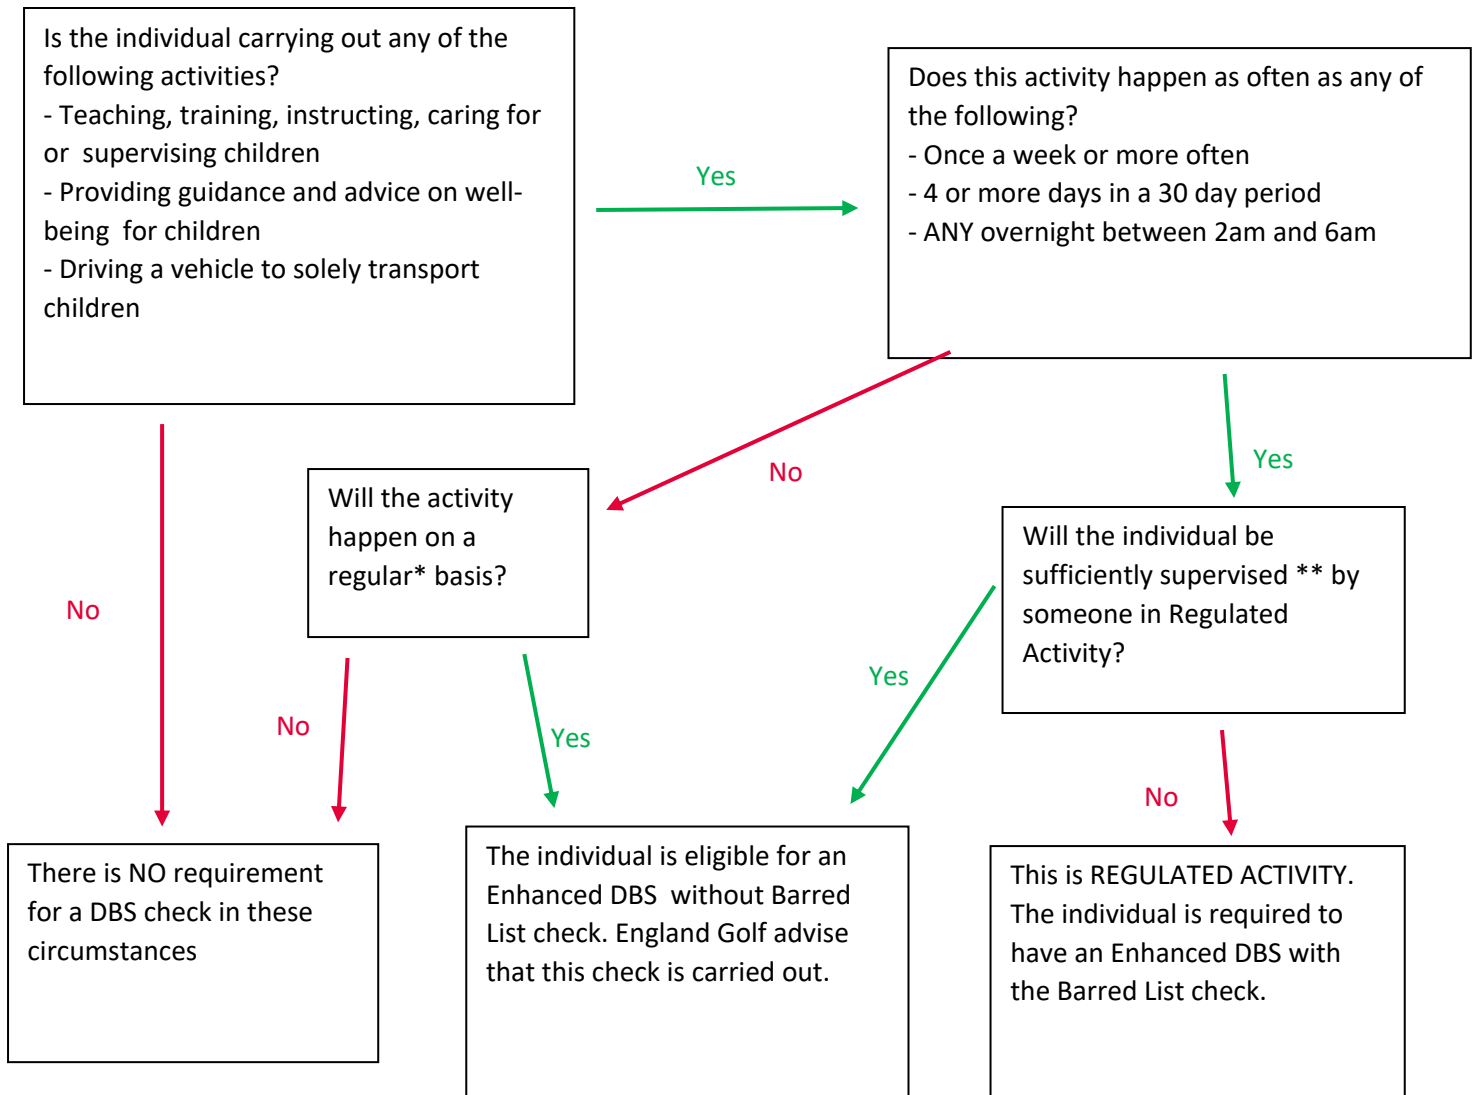 Is the individual carrying out any of the
following activities?
- Teaching, training, instructing, caring for
or supervising children
- Providing guidance and advice on well-
being for children
- Driving a vehicle to solely transport
children
Yes
Does this activity happen as often as any of
the following?
- Once a week or more often
- 4 or more days in a 30 day period
- ANY overnight between 2am and 6am
No
Yes
Will the activity
happen on a
regular* basis?
Will the individual be
sufficiently supervised ** by
someone in Regulated
Activity?
No
No
Yes
Yes
No
There is NO requirement
for a DBS check in these
circumstances
The individual is eligible for an
Enhanced DBS without Barred
List check. England Golf advise
that this check is carried out.
This is REGULATED ACTIVITY.
The individual is required to
have an Enhanced DBS with
the Barred List check.